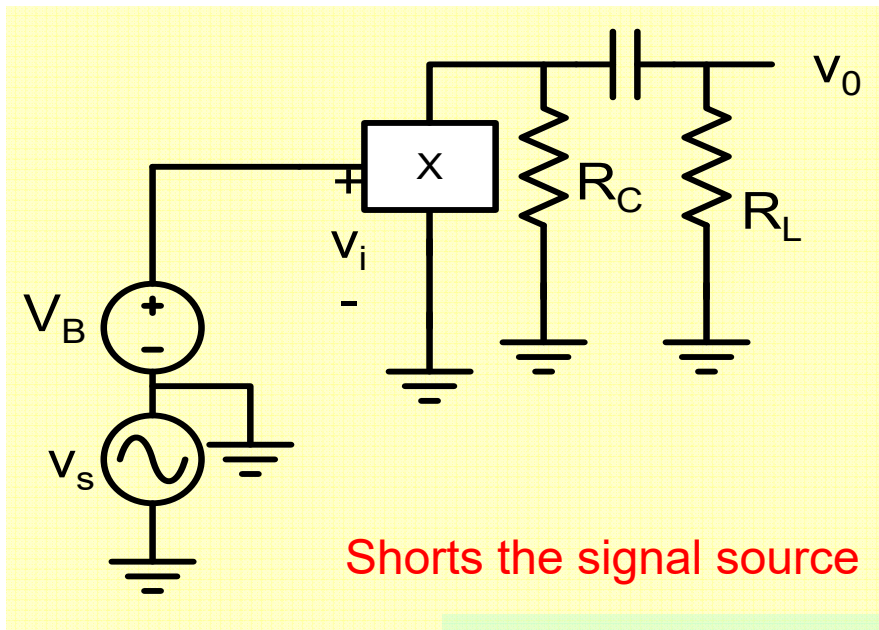 v0
X
+
RC
RL
vi
-
VB
+
-
vs
Shorts the signal source